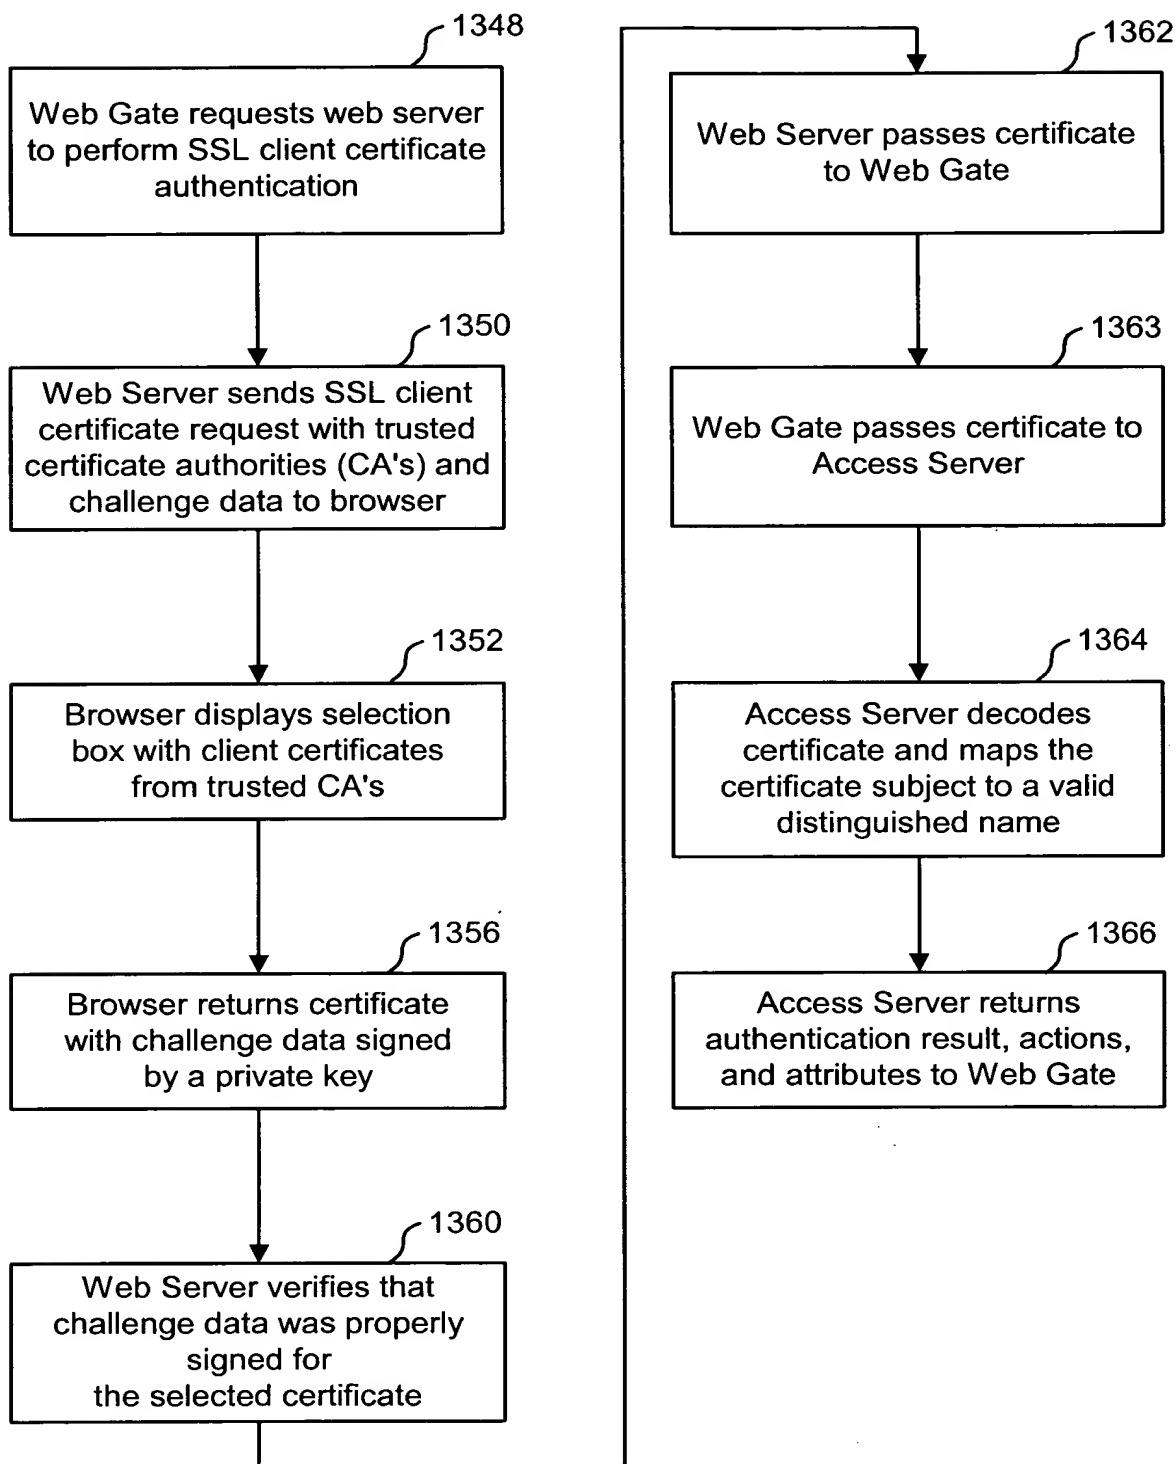 1348
Web Gate requests web server
to perform SSL client certificate
authentication
1350
Web Server sends SSL client
certificate request with trusted
certificate authorities (CA's) and
challenge data to browser
1352
Browser displays selection
box with client certificates
from trusted CA's
1356
Browser returns certificate
with challenge data signed
by a private key
1360
Web Server verifies that
challenge data was properly
signed for
the selected certificate
1362
Web Server passes certificate
to Web Gate
1363
Web Gate passes certificate to
Access Server
1364
Access Server decodes
certificate and maps the
certificate subject to a valid
distinguished name
1366
Access Server returns
authentication result, actions,
and attributes to Web Gate